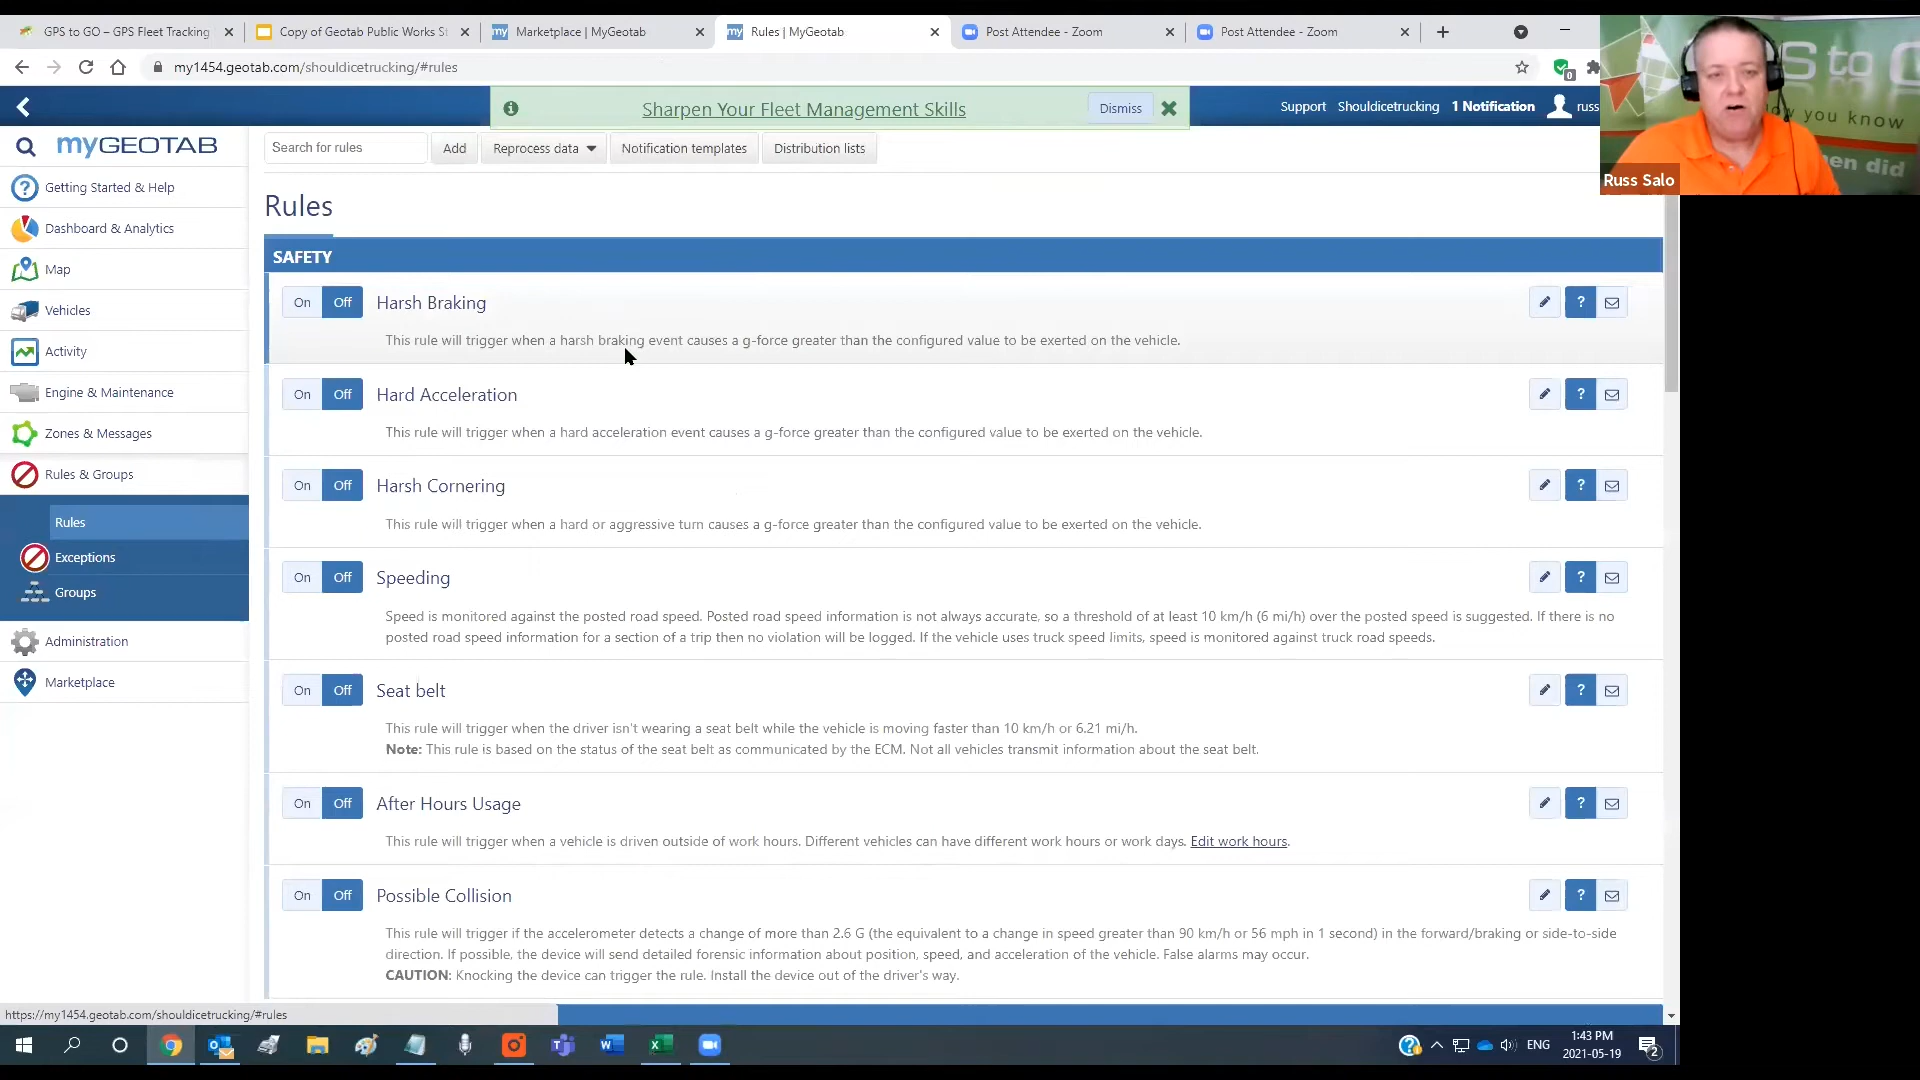 GPS to GO – GPS Fleet Tracking
Copy of Geotab Public Works St
Marketplace | MyGeotab
Rules | MyGeotab
Post Attendee - Zoom
Post Attendee - Zoom
my1454.geotab.com/shouldicetrucking/#rules
Sharpen Your Fleet Management Skills
Dismiss
Support
Shouldicetrucking
1 Notification
russ
S to G
ow you know
en did
Russ Salo
myGEOTAB
Getting Started & Help
Dashboard & Analytics
Map
Vehicles
Activity
Engine & Maintenance
Zones & Messages
Rules & Groups
Rules
Exceptions
Groups
Administration
Marketplace
Search for rules
Add
Reprocess data
Notification templates
Distribution lists
Rules
SAFETY
On Off Harsh Braking ?
This rule will trigger when a harsh braking event causes a g-force greater than the configured value to be exerted on the vehicle.
On Off Hard Acceleration ?
This rule will trigger when a hard acceleration event causes a g-force greater than the configured value to be exerted on the vehicle.
On Off Harsh Cornering ?
This rule will trigger when a hard or aggressive turn causes a g-force greater than the configured value to be exerted on the vehicle.
On Off Speeding ?
Speed is monitored against the posted road speed. Posted road speed information is not always accurate, so a threshold of at least 10 km/h (6 mi/h) over the posted speed is suggested. If there is no
posted road speed information for a section of a trip then no violation will be logged. If the vehicle uses truck speed limits, speed is monitored against truck road speeds.
On Off Seat belt ?
This rule will trigger when the driver isn't wearing a seat belt while the vehicle is moving faster than 10 km/h or 6.21 mi/h.
Note: This rule is based on the status of the seat belt as communicated by the ECM. Not all vehicles transmit information about the seat belt.
On Off After Hours Usage ?
This rule will trigger when a vehicle is driven outside of work hours. Different vehicles can have different work hours or work days. Edit work hours.
On Off Possible Collision ?
This rule will trigger if the accelerometer detects a change of more than 2.6 G (the equivalent to a change in speed greater than 90 km/h or 56 mph in 1 second) in the forward/braking or side-to-side
direction. If possible, the device will send detailed forensic information about position, speed, and acceleration of the vehicle. False alarms may occur.
CAUTION: Knocking the device can trigger the rule. Install the device out of the driver's way.
https://my1454.geotab.com/shouldicetrucking/#rules
ENG
1:43 PM
2021-05-19
2